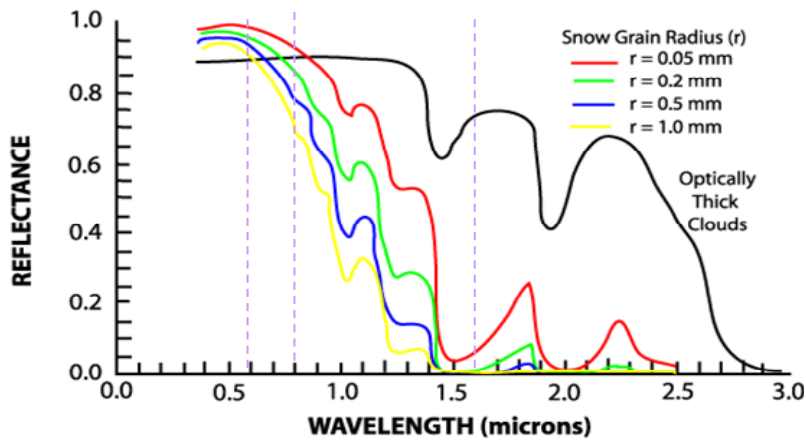 1.0
0.8
0.6
0.4
0.2
0.0
REFLECTANCE
Snow Grain Radius (r)
r = 0.05 mm
r = 0.2 mm
r = 0.5 mm
r = 1.0 mm
Optically
Thick
Clouds
0.0 0.5 1.0 1.5 2.0 2.5 3.0
WAVELENGTH (microns)